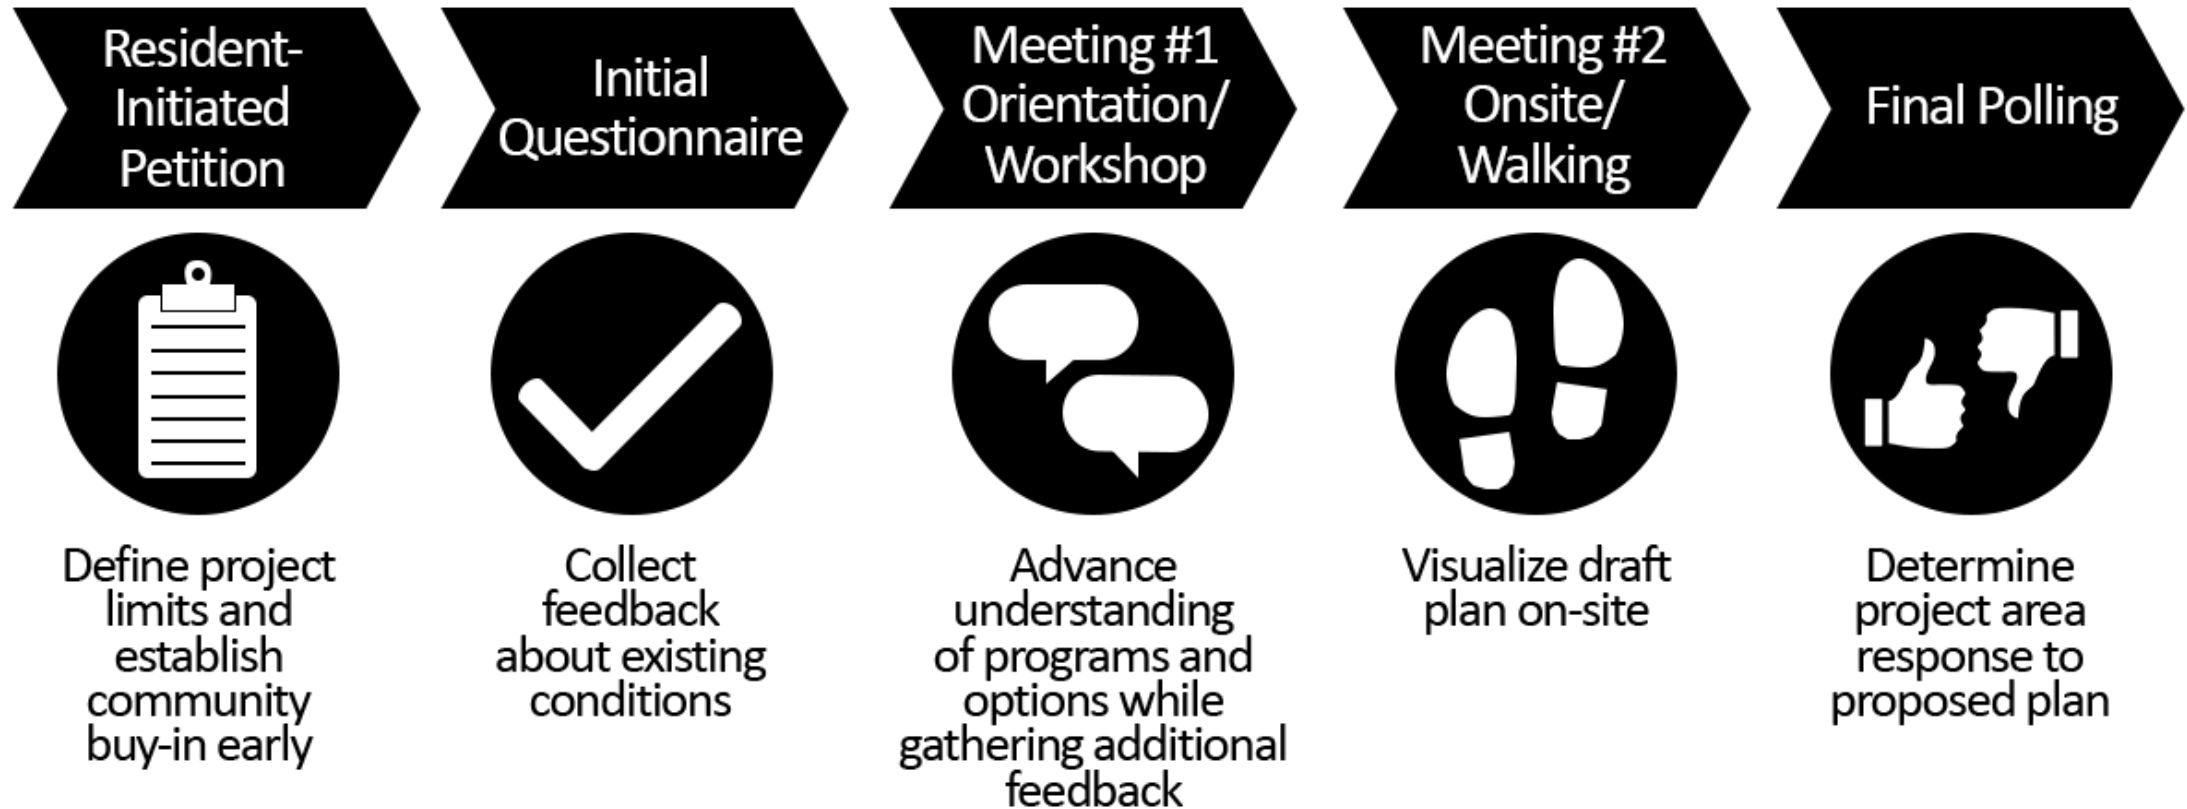 Resident-
Initiated
Petition
Initial
Questionnaire
Meeting #1
Orientation/
Workshop
Meeting #2
Onsite/
Walking
Final Polling
Define project
limits and
establish
community
buy-in early
Collect
feedback
about existing
conditions
Advance
understanding
of programs and
options while
gathering additional
feedback
Visualize draft
plan on-site
Determine
project area
response to
proposed plan